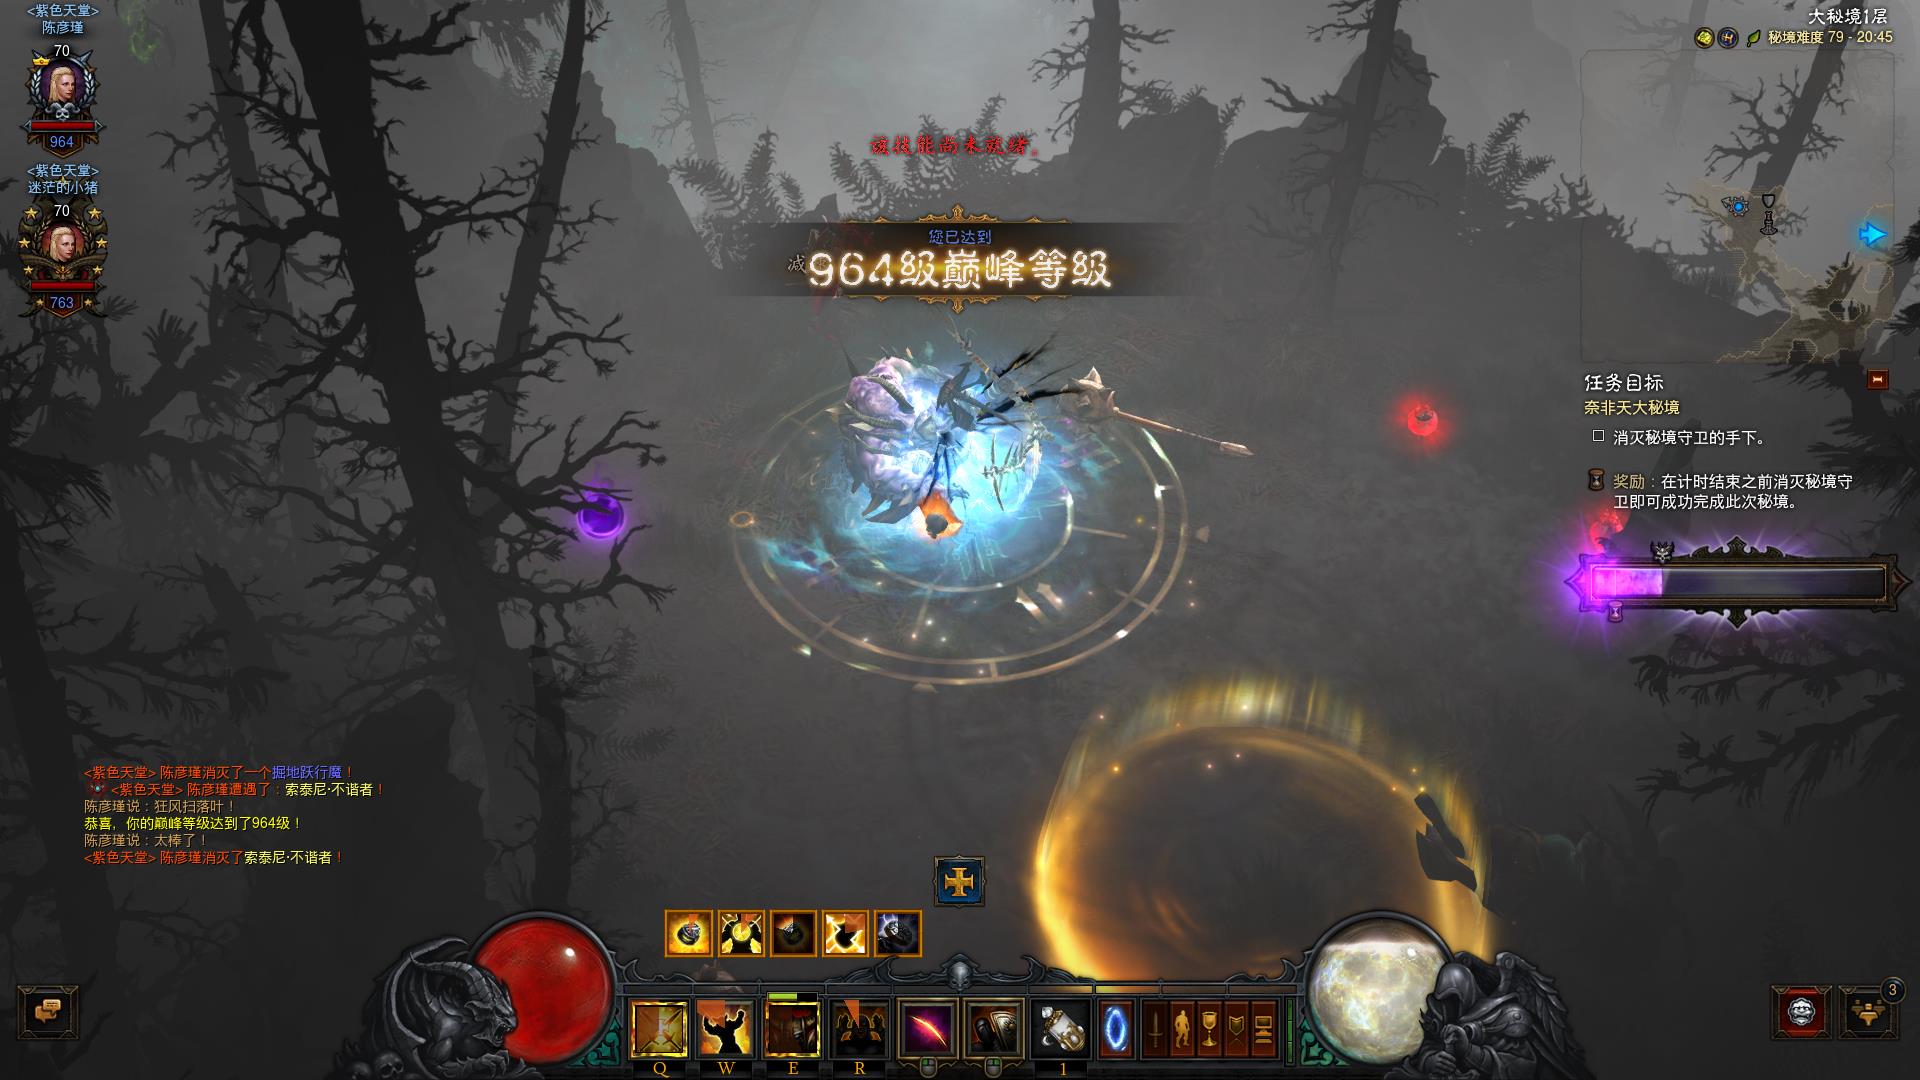 <紫色天堂>
陈彦瑾
70
964
<紫色天堂>
迷茫的小猪
70
763
大秘境1层
秘境难度 79 - 20:45
该技能尚未就绪。
您已达到
减
964级巅峰等级
任务目标
奈非天大秘境
消灭秘境守卫的手下。
奖励：在计时结束之前消灭秘境守
卫即可成功完成此次秘境。
<紫色天堂> 陈彦瑾消灭了一个掘地跃行魔！
<紫色天堂> 陈彦瑾遭遇了：索泰尼·不谐者！
陈彦瑾说：狂风扫落叶！
恭喜，你的巅峰等级达到了964级！
陈彦瑾说：太棒了！
<紫色天堂> 陈彦瑾消灭了索泰尼·不谐者！
3
Q W E R 1